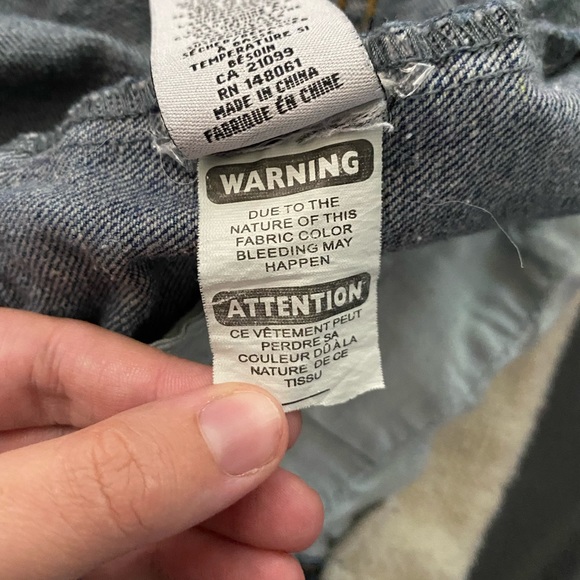 SÉCHER
À BASSE
TEMPÉRATURE SI
BESOIN
CA 21099
RN 148061
MADE IN CHINA
FABRIQUÉ EN CHINE
WARNING
DUE TO THE
NATURE OF THIS
FABRIC COLOR
BLEEDING MAY
HAPPEN
ATTENTION
CE VÊTEMENT PEUT
PERDRE SA
COULEUR DÛ À LA
NATURE DE CE
TISSU